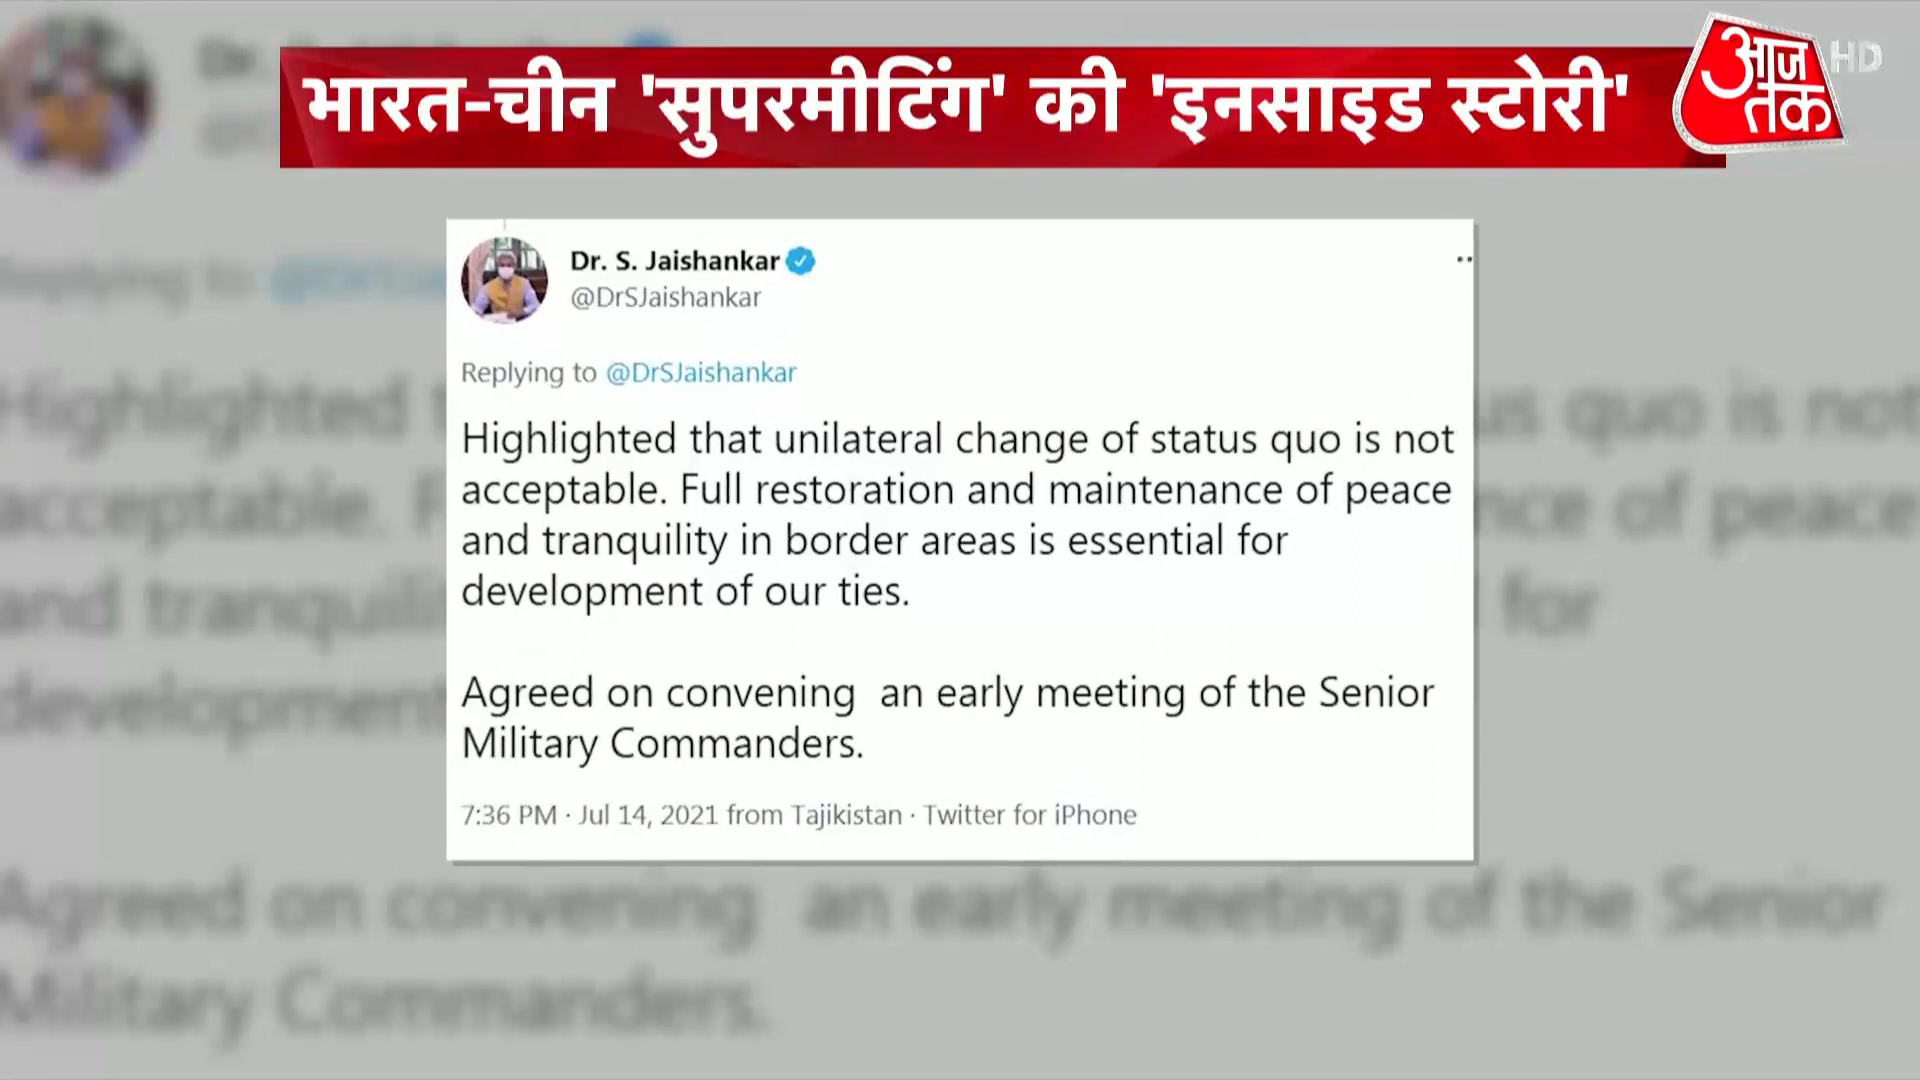 भारत-चीन 'सुपरमीटिंग' की 'इनसाइड स्टोरी'
आज
तक
HD
Dr. S. Jaishankar
@DrSJaishankar
Replying to @DrSJaishankar
Highlighted that unilateral change of status quo is not
acceptable. Full restoration and maintenance of peace
and tranquility in border areas is essential for
development of our ties.
Agreed on convening  an early meeting of the Senior
Military Commanders.
7:36 PM · Jul 14, 2021 from Tajikistan · Twitter for iPhone